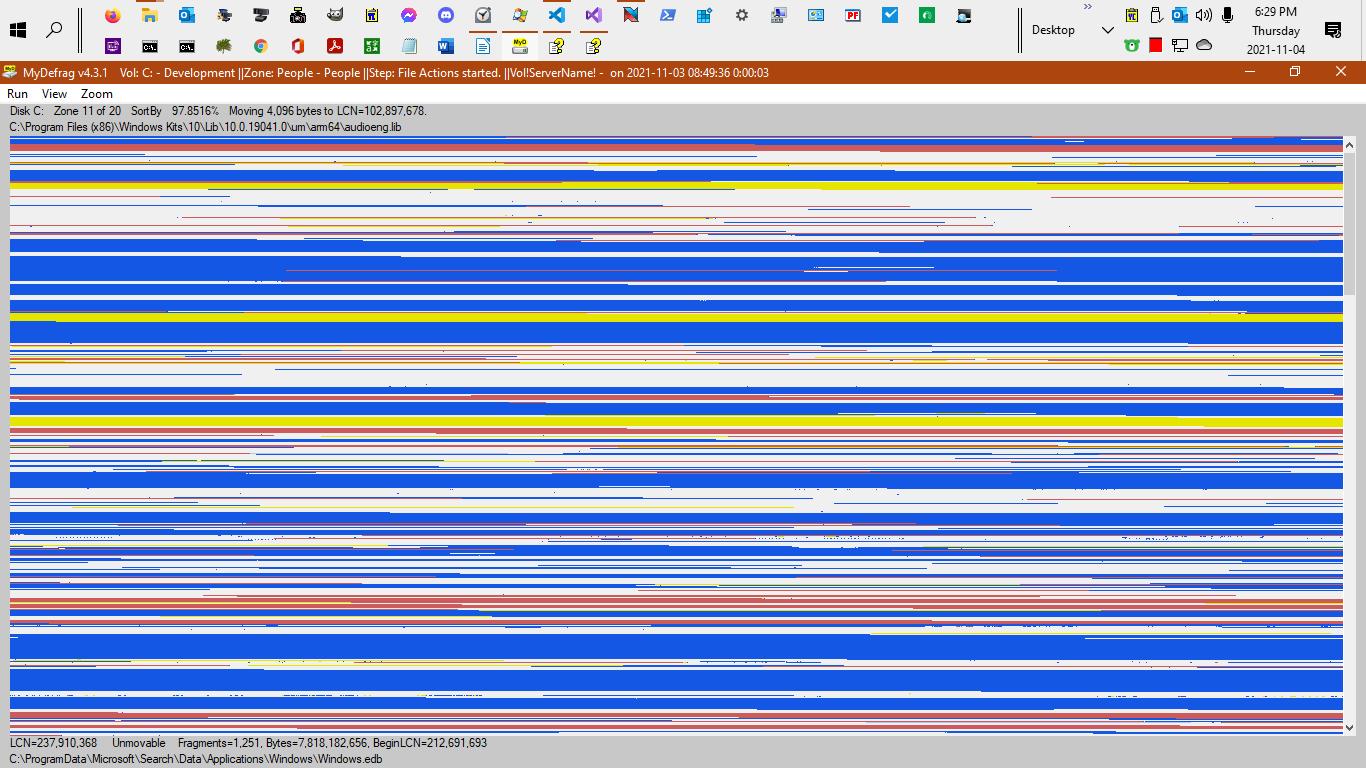 6:29 PM
Desktop
Thursday
2021-11-04
MyDefrag v4.3.1 Vol: C: - Development ||Zone: People - People ||Step: File Actions started. ||Vol!ServerName! - on 2021-11-03 08:49:36 0:00:03
Run View Zoom
Disk C: Zone 11 of 20 SortBy 97.8516% Moving 4,096 bytes to LCN=102,897,678.
C:\Program Files (x86)\Windows Kits\10\Lib\10.0.19041.0\um\arm64\audioeng.lib
LCN=237,910,368 Unmovable Fragments=1,251, Bytes=7,818,182,656, BeginLCN=212,691,693
C:\ProgramData\Microsoft\Search\Data\Applications\Windows\Windows.edb